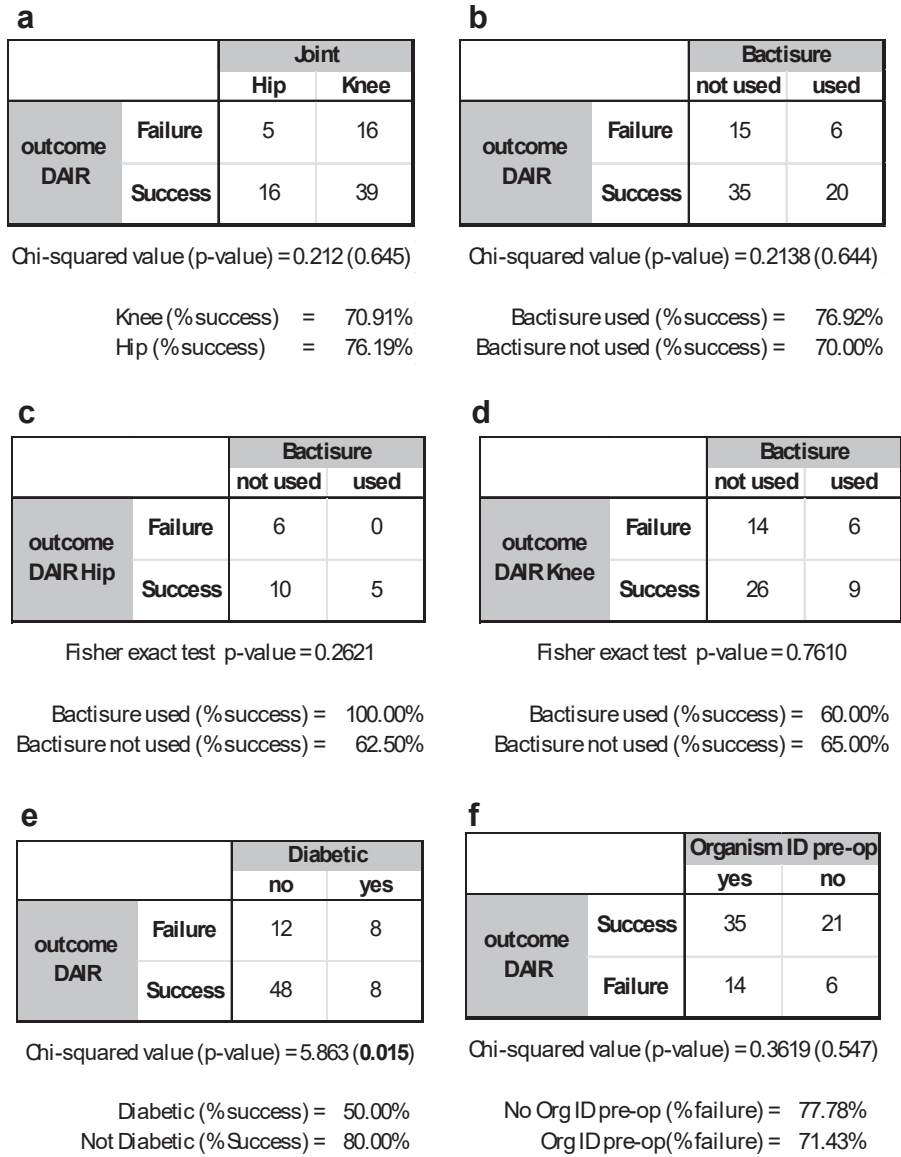 a
Joint
Hip Knee
outcome DAIR
Failure 5 16
Success 16 39
Chi-squared value (p-value) = 0.212 (0.645)
Knee (% success) = 70.91%
Hip (% success) = 76.19%
b
Bactisure
not used used
outcome DAIR
Failure 15 6
Success 35 20
Chi-squared value (p-value) = 0.2138 (0.644)
Bactisure used (% success) = 76.92%
Bactisure not used (% success) = 70.00%
c
Bactisure
not used used
outcome DAIR Hip
Failure 6 0
Success 10 5
Fisher exact test p-value = 0.2621
Bactisure used (% success) = 100.00%
Bactisure not used (% success) = 62.50%
d
Bactisure
not used used
outcome DAIR Knee
Failure 14 6
Success 26 9
Fisher exact test p-value = 0.7610
Bactisure used (% success) = 60.00%
Bactisure not used (% success) = 65.00%
e
Diabetic
no yes
outcome DAIR
Failure 12 8
Success 48 8
Chi-squared value (p-value) = 5.863 (0.015)
Diabetic (% success) = 50.00%
Not Diabetic (% Success) = 80.00%
f
Organism ID pre-op
yes no
outcome DAIR
Success 35 21
Failure 14 6
Chi-squared value (p-value) = 0.3619 (0.547)
No Org ID pre-op (% failure) = 77.78%
Org ID pre-op(% failure) = 71.43%